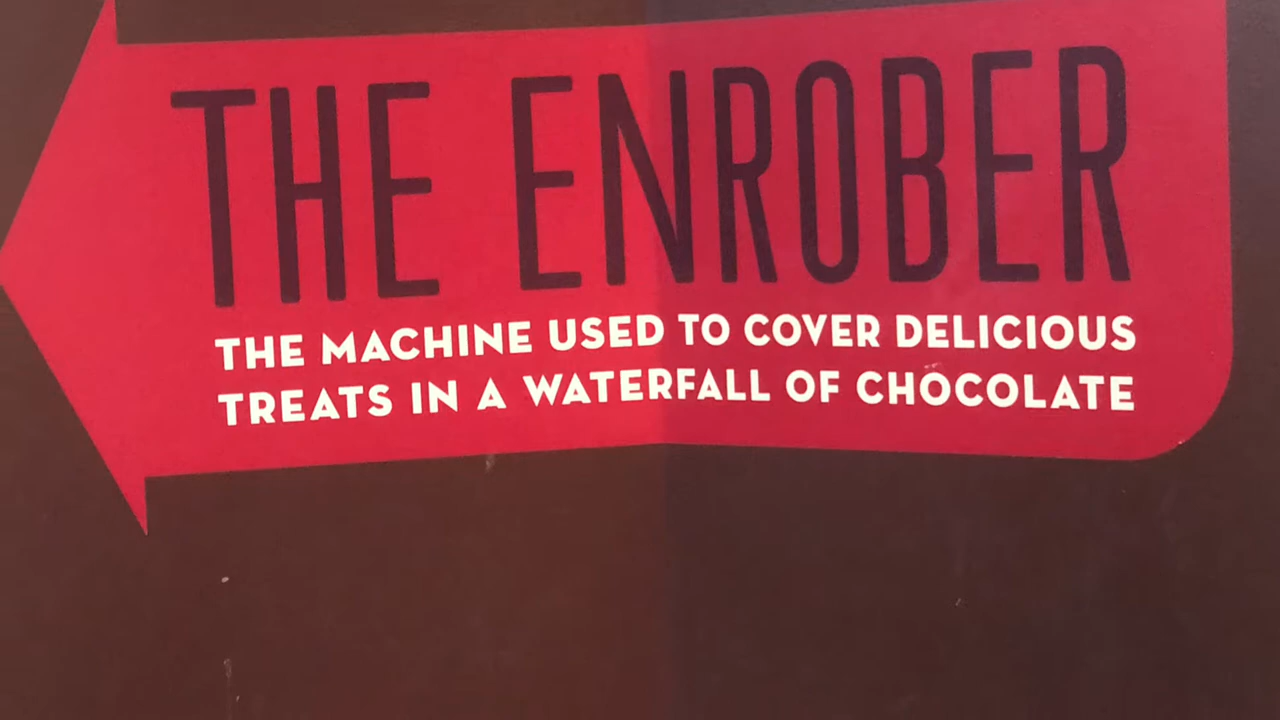 THE ENROBER
THE MACHINE USED TO COVER DELICIOUS
TREATS IN A WATERFALL OF CHOCOLATE